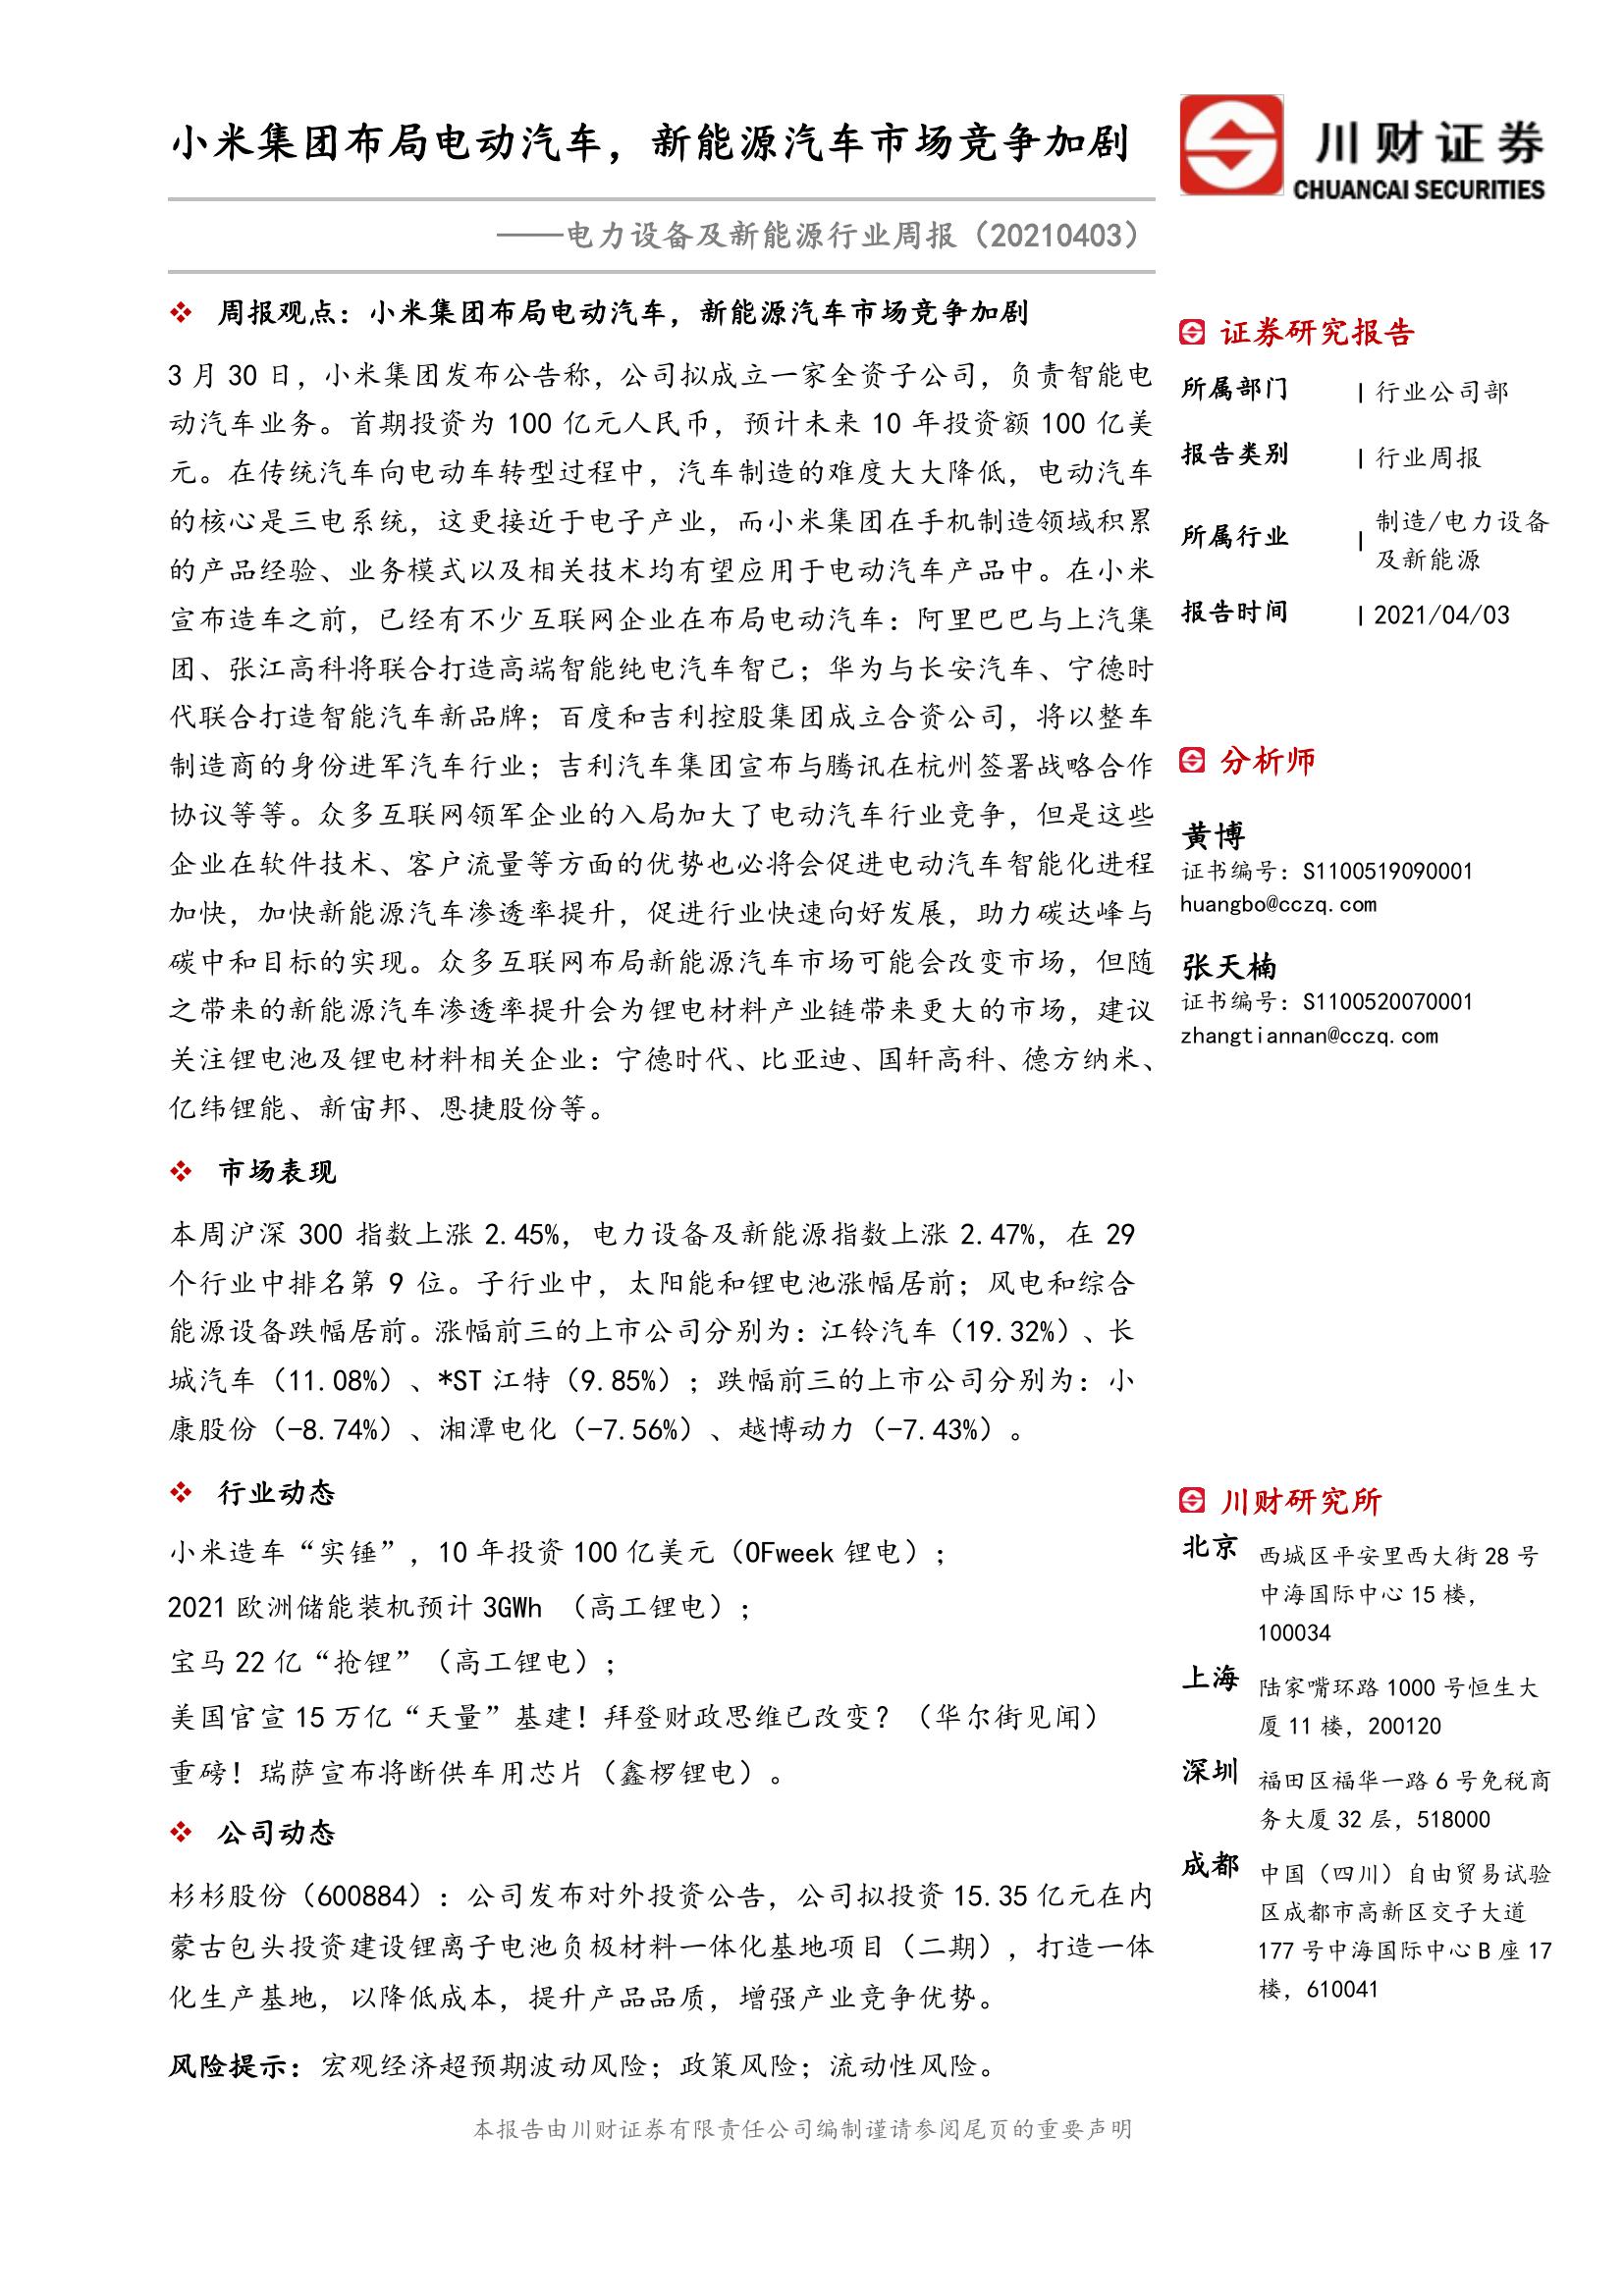 小米集团布局电动汽车，新能源汽车市场竞争加剧
——电力设备及新能源行业周报（20210403）
川财证券
CHUANCAI SECURITIES
周报观点：小米集团布局电动汽车，新能源汽车市场竞争加剧
3 月 30 日，小米集团发布公告称，公司拟成立一家全资子公司，负责智能电
动汽车业务。首期投资为 100 亿元人民币，预计未来 10 年投资额 100 亿美
元。在传统汽车向电动车转型过程中，汽车制造的难度大大降低，电动汽车
的核心是三电系统，这更接近于电子产业，而小米集团在手机制造领域积累
的产品经验、业务模式以及相关技术均有望应用于电动汽车产品中。在小米
宣布造车之前，已经有不少互联网企业在布局电动汽车：阿里巴巴与上汽集
团、张江高科将联合打造高端智能纯电汽车智己；华为与长安汽车、宁德时
代联合打造智能汽车新品牌；百度和吉利控股集团成立合资公司，将以整车
制造商的身份进军汽车行业；吉利汽车集团宣布与腾讯在杭州签署战略合作
协议等等。众多互联网领军企业的入局加大了电动汽车行业竞争，但是这些
企业在软件技术、客户流量等方面的优势也必将会促进电动汽车智能化进程
加快，加快新能源汽车渗透率提升，促进行业快速向好发展，助力碳达峰与
碳中和目标的实现。众多互联网布局新能源汽车市场可能会改变市场，但随
之带来的新能源汽车渗透率提升会为锂电材料产业链带来更大的市场，建议
关注锂电池及锂电材料相关企业：宁德时代、比亚迪、国轩高科、德方纳米、
亿纬锂能、新宙邦、恩捷股份等。
市场表现
本周沪深 300 指数上涨 2.45%，电力设备及新能源指数上涨 2.47%，在 29
个行业中排名第 9 位。子行业中，太阳能和锂电池涨幅居前；风电和综合
能源设备跌幅居前。涨幅前三的上市公司分别为：江铃汽车（19.32%）、长
城汽车（11.08%）、*ST 江特（9.85%）；跌幅前三的上市公司分别为：小
康股份（-8.74%）、湘潭电化（-7.56%）、越博动力（-7.43%）。
行业动态
小米造车“实锤”，10 年投资 100 亿美元（OFweek 锂电）；
2021 欧洲储能装机预计 3GWh （高工锂电）；
宝马 22 亿“抢锂”（高工锂电）；
美国官宣 15 万亿“天量”基建！拜登财政思维已改变？（华尔街见闻）
重磅！瑞萨宣布将断供车用芯片（鑫椤锂电）。
公司动态
杉杉股份（600884）：公司发布对外投资公告，公司拟投资 15.35 亿元在内
蒙古包头投资建设锂离子电池负极材料一体化基地项目（二期），打造一体
化生产基地，以降低成本，提升产品品质，增强产业竞争优势。
风险提示：宏观经济超预期波动风险；政策风险；流动性风险。
证券研究报告
所属部门 | 行业公司部
报告类别 | 行业周报
所属行业 | 制造/电力设备
及新能源
报告时间 | 2021/04/03
分析师
黄博
证书编号：S1100519090001
huangbo@cczq.com
张天楠
证书编号：S1100520070001
zhangtiannan@cczq.com
川财研究所
北京 西城区平安里西大街 28 号
中海国际中心 15 楼，
100034
上海 陆家嘴环路 1000 号恒生大
厦 11 楼，200120
深圳 福田区福华一路 6 号免税商
务大厦 32 层，518000
成都 中国（四川）自由贸易试验
区成都市高新区交子大道
177 号中海国际中心 B 座 17
楼，610041
本报告由川财证券有限责任公司编制谨请参阅尾页的重要声明